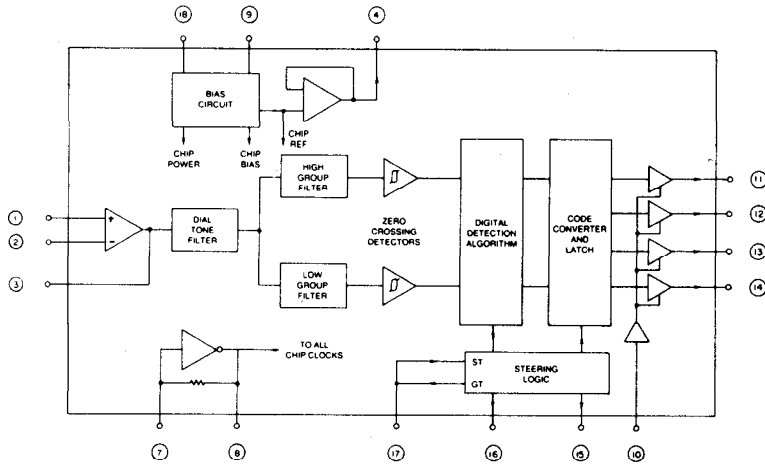 18
9
4
BIAS
CIRCUIT
CHIP
POWER
CHIP
BIAS
CHIP
REF
HIGH
GROUP
FILTER
1
+
2
-
3
DIAL
TONE
FILTER
ZERO
CROSSING
DETECTORS
DIGITAL
DETECTION
ALGORITHM
CODE
CONVERTER
AND
LATCH
11
12
13
14
LOW
GROUP
FILTER
TO ALL
CHIP CLOCKS
ST
GT
STEERING
LOGIC
7
8
17
16
15
10